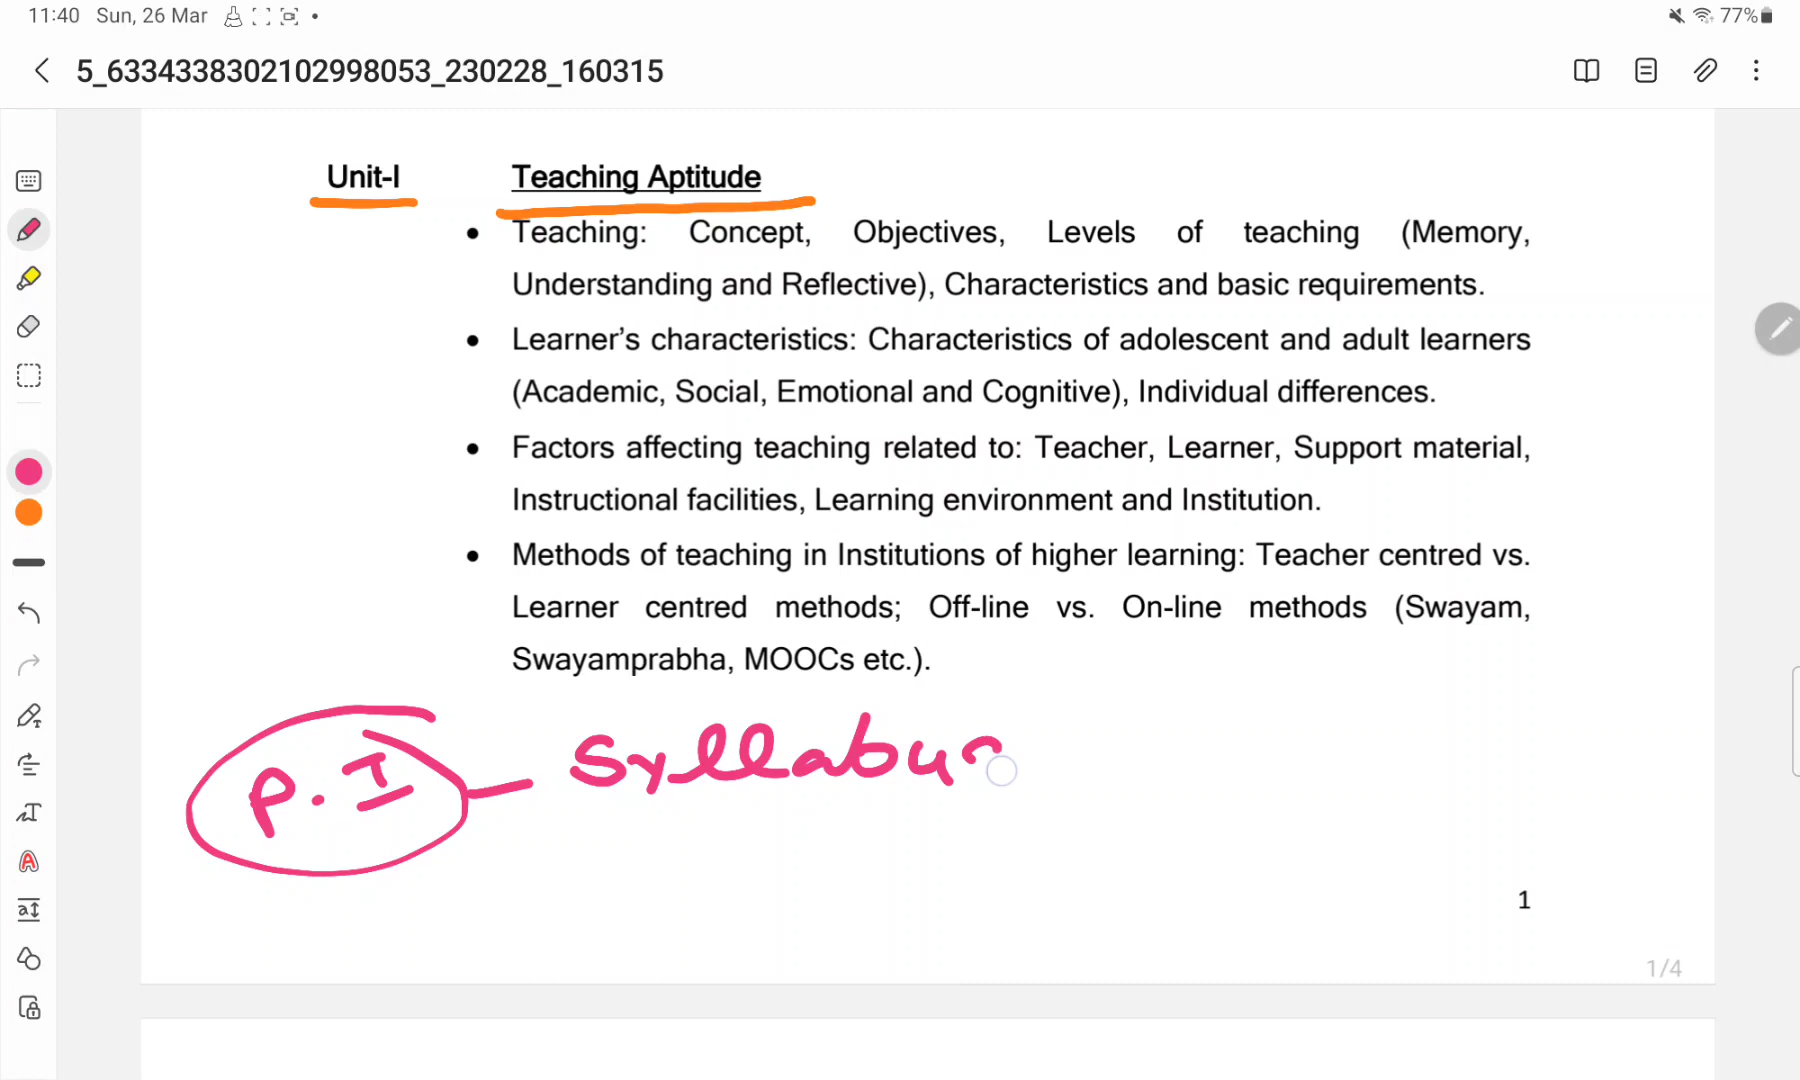 11:40 Sun, 26 Mar
77%
5_6334338302102998053_230228_160315
Unit-I Teaching Aptitude
• Teaching: Concept, Objectives, Levels of teaching (Memory,
Understanding and Reflective), Characteristics and basic requirements.
• Learner’s characteristics: Characteristics of adolescent and adult learners
(Academic, Social, Emotional and Cognitive), Individual differences.
• Factors affecting teaching related to: Teacher, Learner, Support material,
Instructional facilities, Learning environment and Institution.
• Methods of teaching in Institutions of higher learning: Teacher centred vs.
Learner centred methods; Off-line vs. On-line methods (Swayam,
Swayamprabha, MOOCs etc.).
P. I – Syllabus
1
1/4